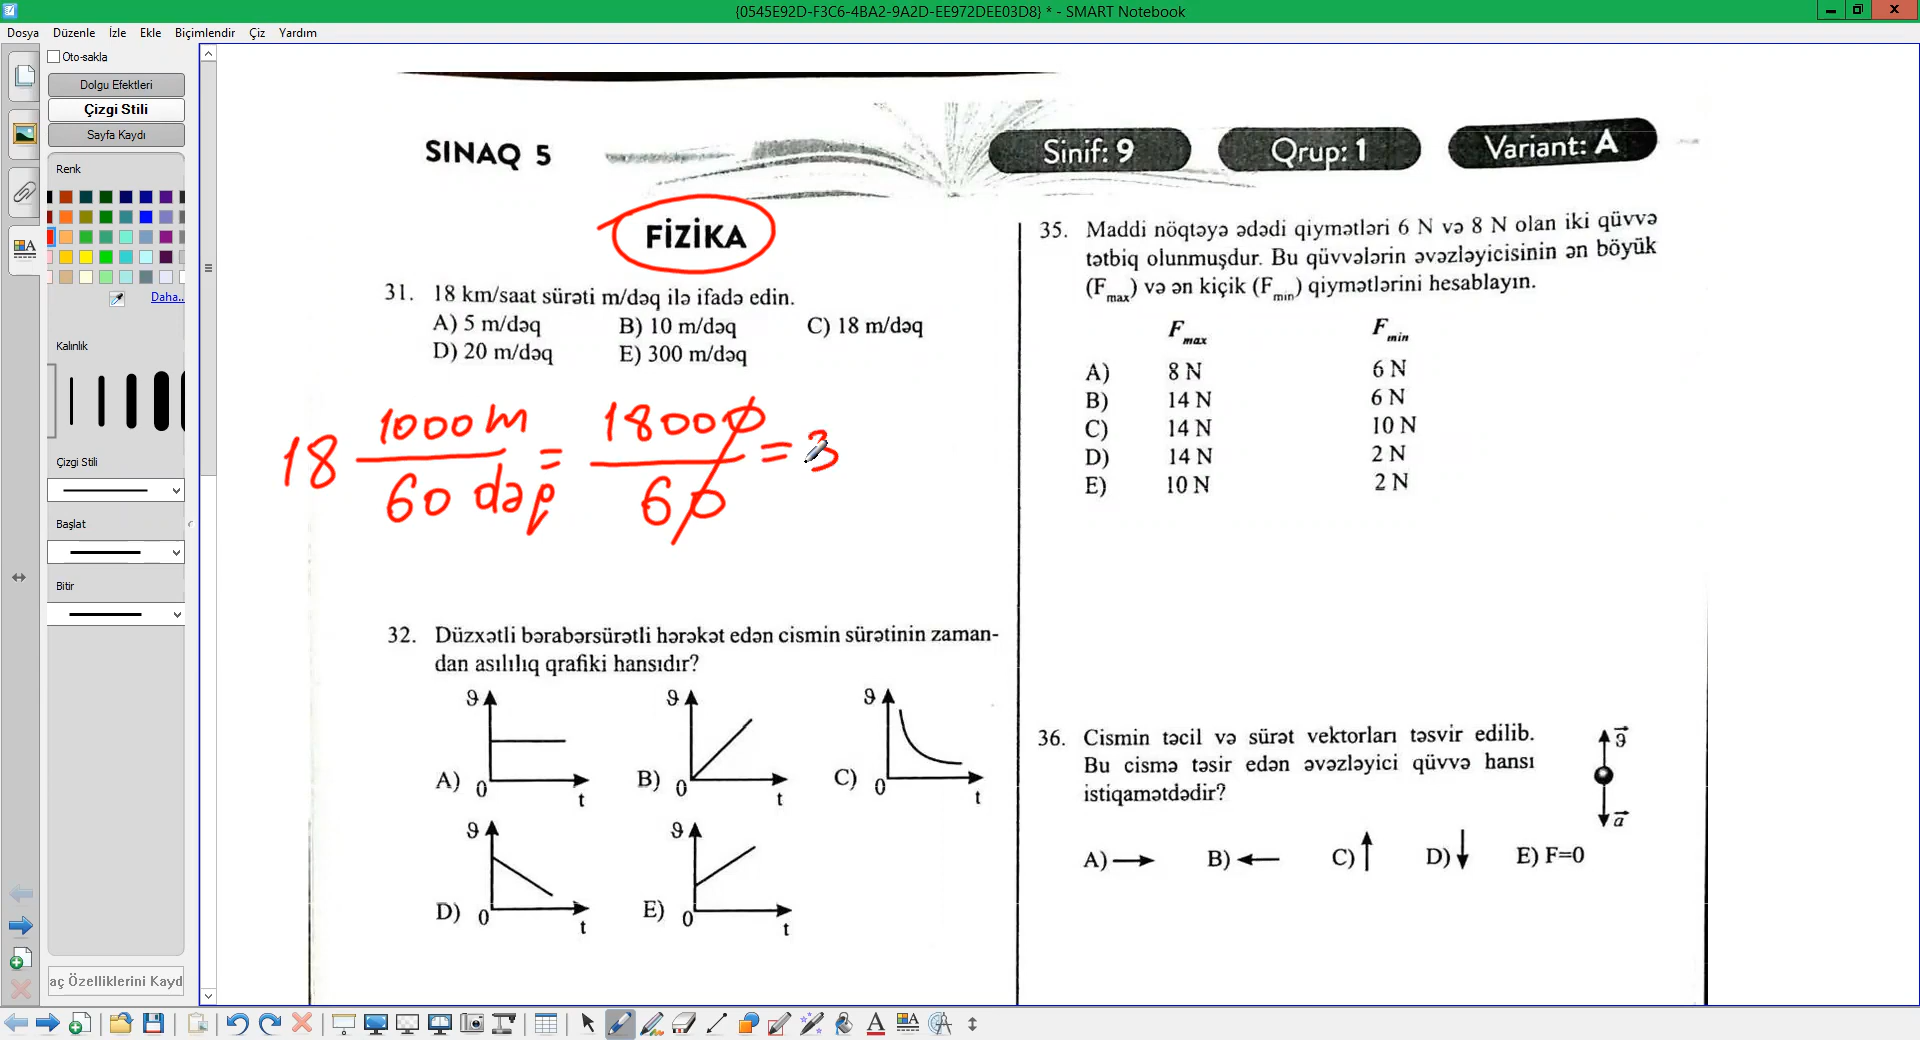 {0545E92D-F3C6-4BA2-9A2D-EE972DEE03D8} * - SMART Notebook
Dosya Düzenle İzle Ekle Biçimlendir Çiz Yardım
Oto-sakla
Dolgu Efektleri
Çizgi Stili
Sayfa Kaydı
Renk
Daha..
Kalınlık
Çizgi Stili
Başlat
Bitir
aç Özelliklerini Kayd
SINAQ 5
Sinif: 9
Qrup: 1
Variant: A
FİZİKA
31. 18 km/saat sürəti m/dəq ilə ifadə edin.
A) 5 m/dəq B) 10 m/dəq C) 18 m/dəq
D) 20 m/dəq E) 300 m/dəq
18 1000m / 60 dəq = 18000 / 60 = 3
32. Düzxətli bərabərsürətli hərəkət edən cismin sürətinin zaman-
dan asılılıq qrafiki hansıdır?
ϑ ϑ ϑ
A) 0 t B) 0 t C) 0 t
ϑ ϑ
D) 0 t E) 0 t
35. Maddi nöqtəyə ədədi qiymətləri 6 N və 8 N olan iki qüvvə
tətbiq olunmuşdur. Bu qüvvələrin əvəzləyicisinin ən böyük
(Fmax) və ən kiçik (Fmin) qiymətlərini hesablayın.
Fmax Fmin
A) 8 N 6 N
B) 14 N 6 N
C) 14 N 10 N
D) 14 N 2 N
E) 10 N 2 N
36. Cismin təcil və sürət vektorları təsvir edilib.
Bu cismə təsir edən əvəzləyici qüvvə hansı
istiqamətdədir?
ϑ⃗
a⃗
A) → B) ← C) ↑ D) ↓ E) F=0